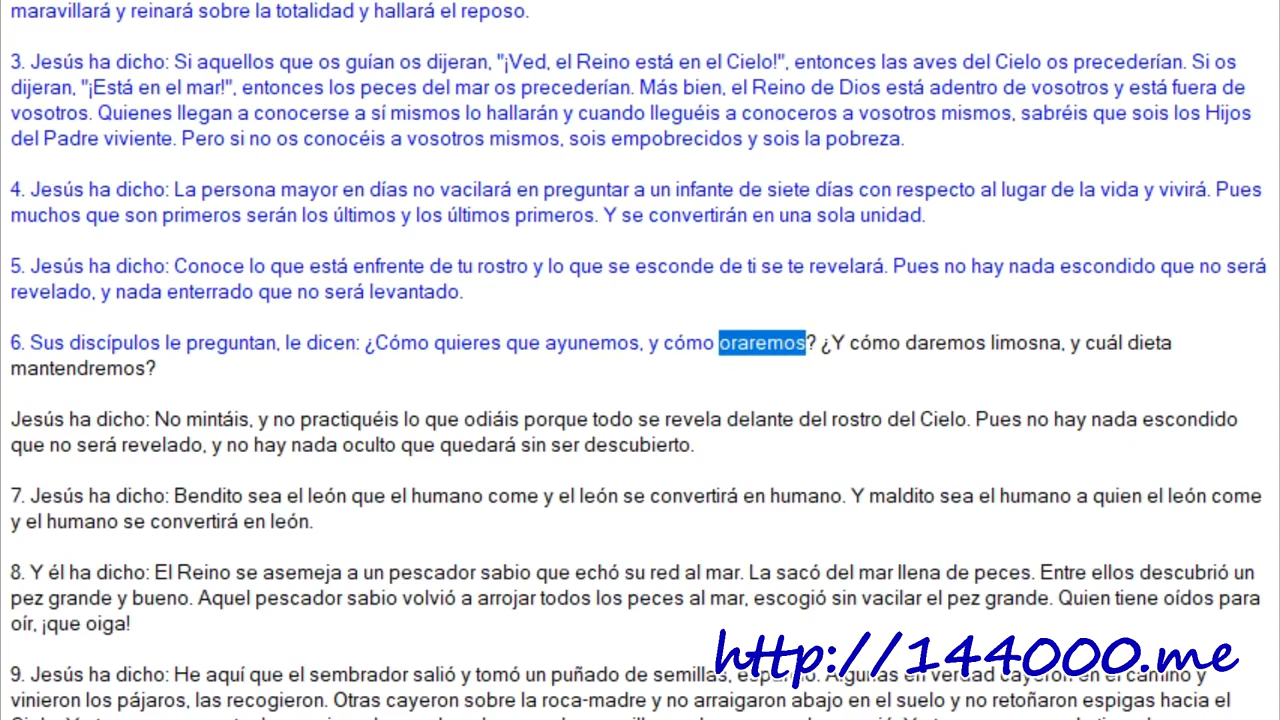 maravillará y reinará sobre la totalidad y hallará el reposo.
3. Jesús ha dicho: Si aquellos que os guían os dijeran, "¡Ved, el Reino está en el Cielo!", entonces las aves del Cielo os precederían. Si os
dijeran, "¡Está en el mar!", entonces los peces del mar os precederían. Más bien, el Reino de Dios está adentro de vosotros y está fuera de
vosotros. Quienes llegan a conocerse a sí mismos lo hallarán y cuando lleguéis a conoceros a vosotros mismos, sabréis que sois los Hijos
del Padre viviente. Pero si no os conocéis a vosotros mismos, sois empobrecidos y sois la pobreza.
4. Jesús ha dicho: La persona mayor en días no vacilará en preguntar a un infante de siete días con respecto al lugar de la vida y vivirá. Pues
muchos que son primeros serán los últimos y los últimos primeros. Y se convertirán en una sola unidad.
5. Jesús ha dicho: Conoce lo que está enfrente de tu rostro y lo que se esconde de ti se te revelará. Pues no hay nada escondido que no será
revelado, y nada enterrado que no será levantado.
6. Sus discípulos le preguntan, le dicen: ¿Cómo quieres que ayunemos, y cómo oraremos? ¿Y cómo daremos limosna, y cuál dieta
mantendremos?
Jesús ha dicho: No mintáis, y no practiquéis lo que odiáis porque todo se revela delante del rostro del Cielo. Pues no hay nada escondido
que no será revelado, y no hay nada oculto que quedará sin ser descubierto.
7. Jesús ha dicho: Bendito sea el león que el humano come y el león se convertirá en humano. Y maldito sea el humano a quien el león come
y el humano se convertirá en león.
8. Y él ha dicho: El Reino se asemeja a un pescador sabio que echó su red al mar. La sacó del mar llena de peces. Entre ellos descubrió un
pez grande y bueno. Aquel pescador sabio volvió a arrojar todos los peces al mar, escogió sin vacilar el pez grande. Quien tiene oídos para
oír, ¡que oiga!
http://144000.me
9. Jesús ha dicho: He aquí que el sembrador salió y tomó un puñado de semillas, Algunas en verdad cayeron en el camino y
vinieron los pájaros, las recogieron. Otras cayeron sobre la roca-madre y no arraigaron abajo en el suelo y no retoñaron espigas hacia el